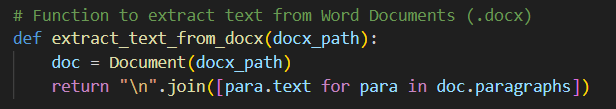 # Function to extract text from Word Documents (.docx)
def extract_text_from_docx(docx_path):
    doc = Document(docx_path)
    return "\n".join([para.text for para in doc.paragraphs])